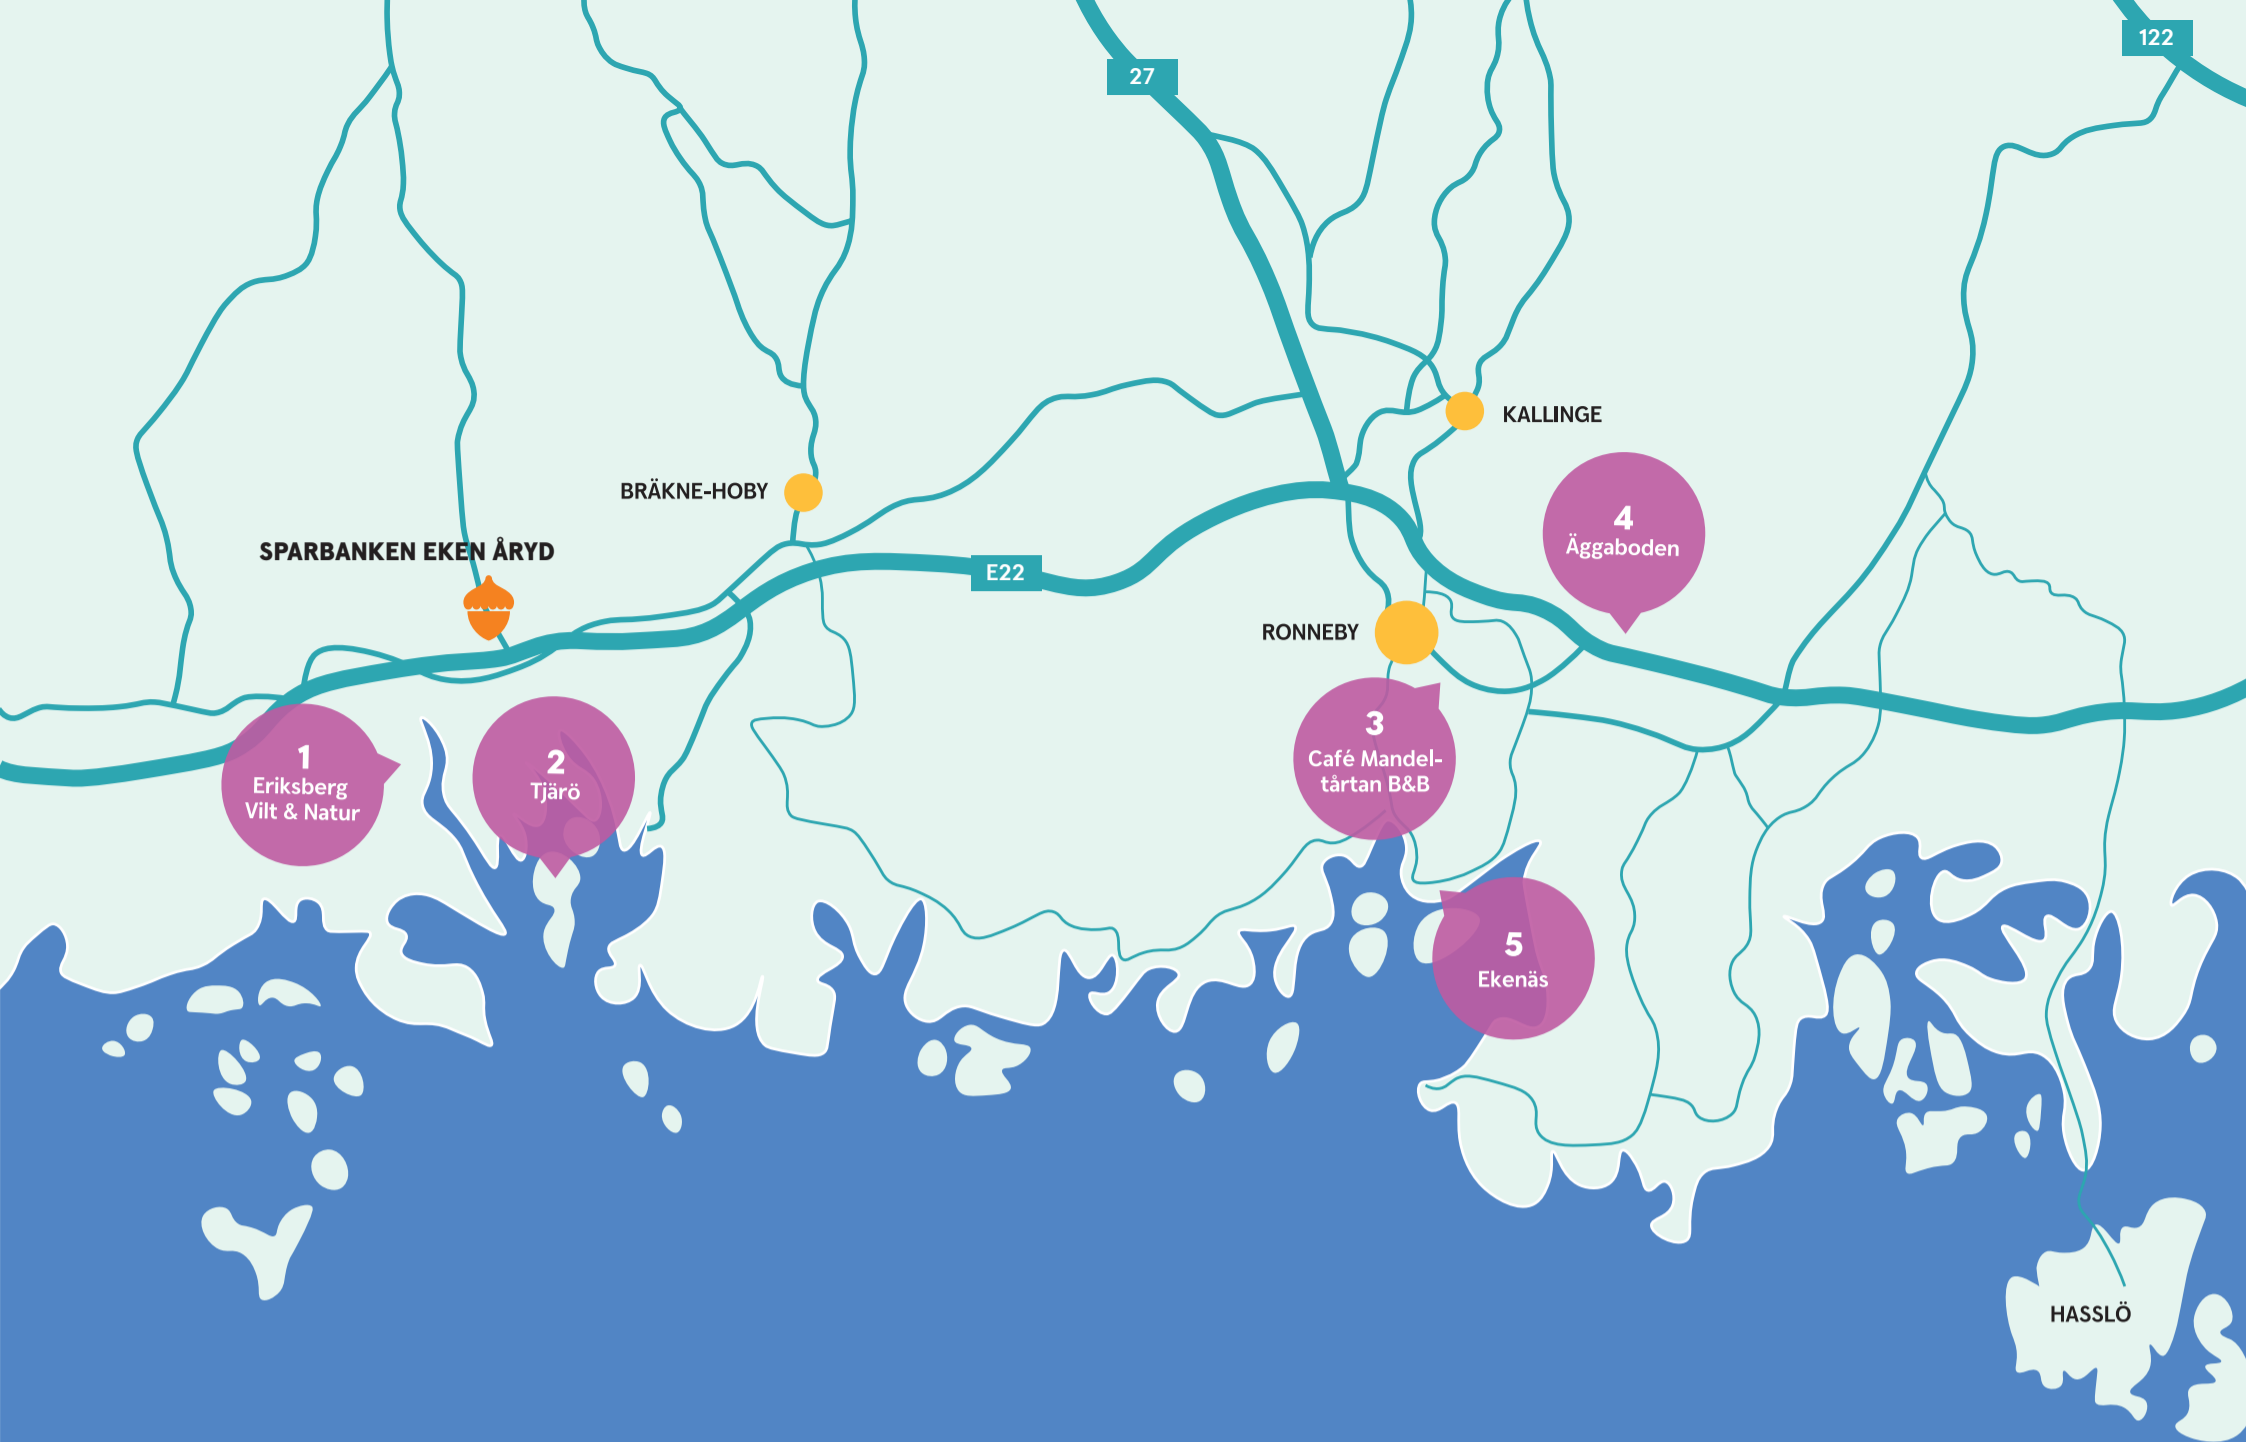 122
27
KALLINGE
BRÄKNE-HOBY
4
Äggaboden
SPARBANKEN EKEN ÅRYD
E22
RONNEBY
3
Café Mandel-
tårtan B&B
1
Eriksberg
Vilt & Natur
2
Tjärö
5
Ekenäs
HASSLÖ